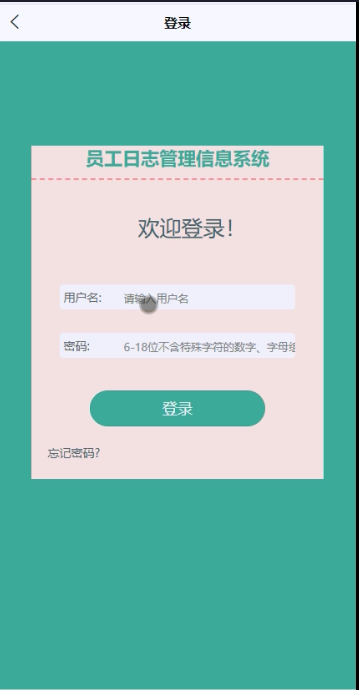 登录
员工日志管理信息系统
欢迎登录！
用户名: 请输入用户名
密码: 6-18位不含特殊字符的数字、字母组
登录
忘记密码?